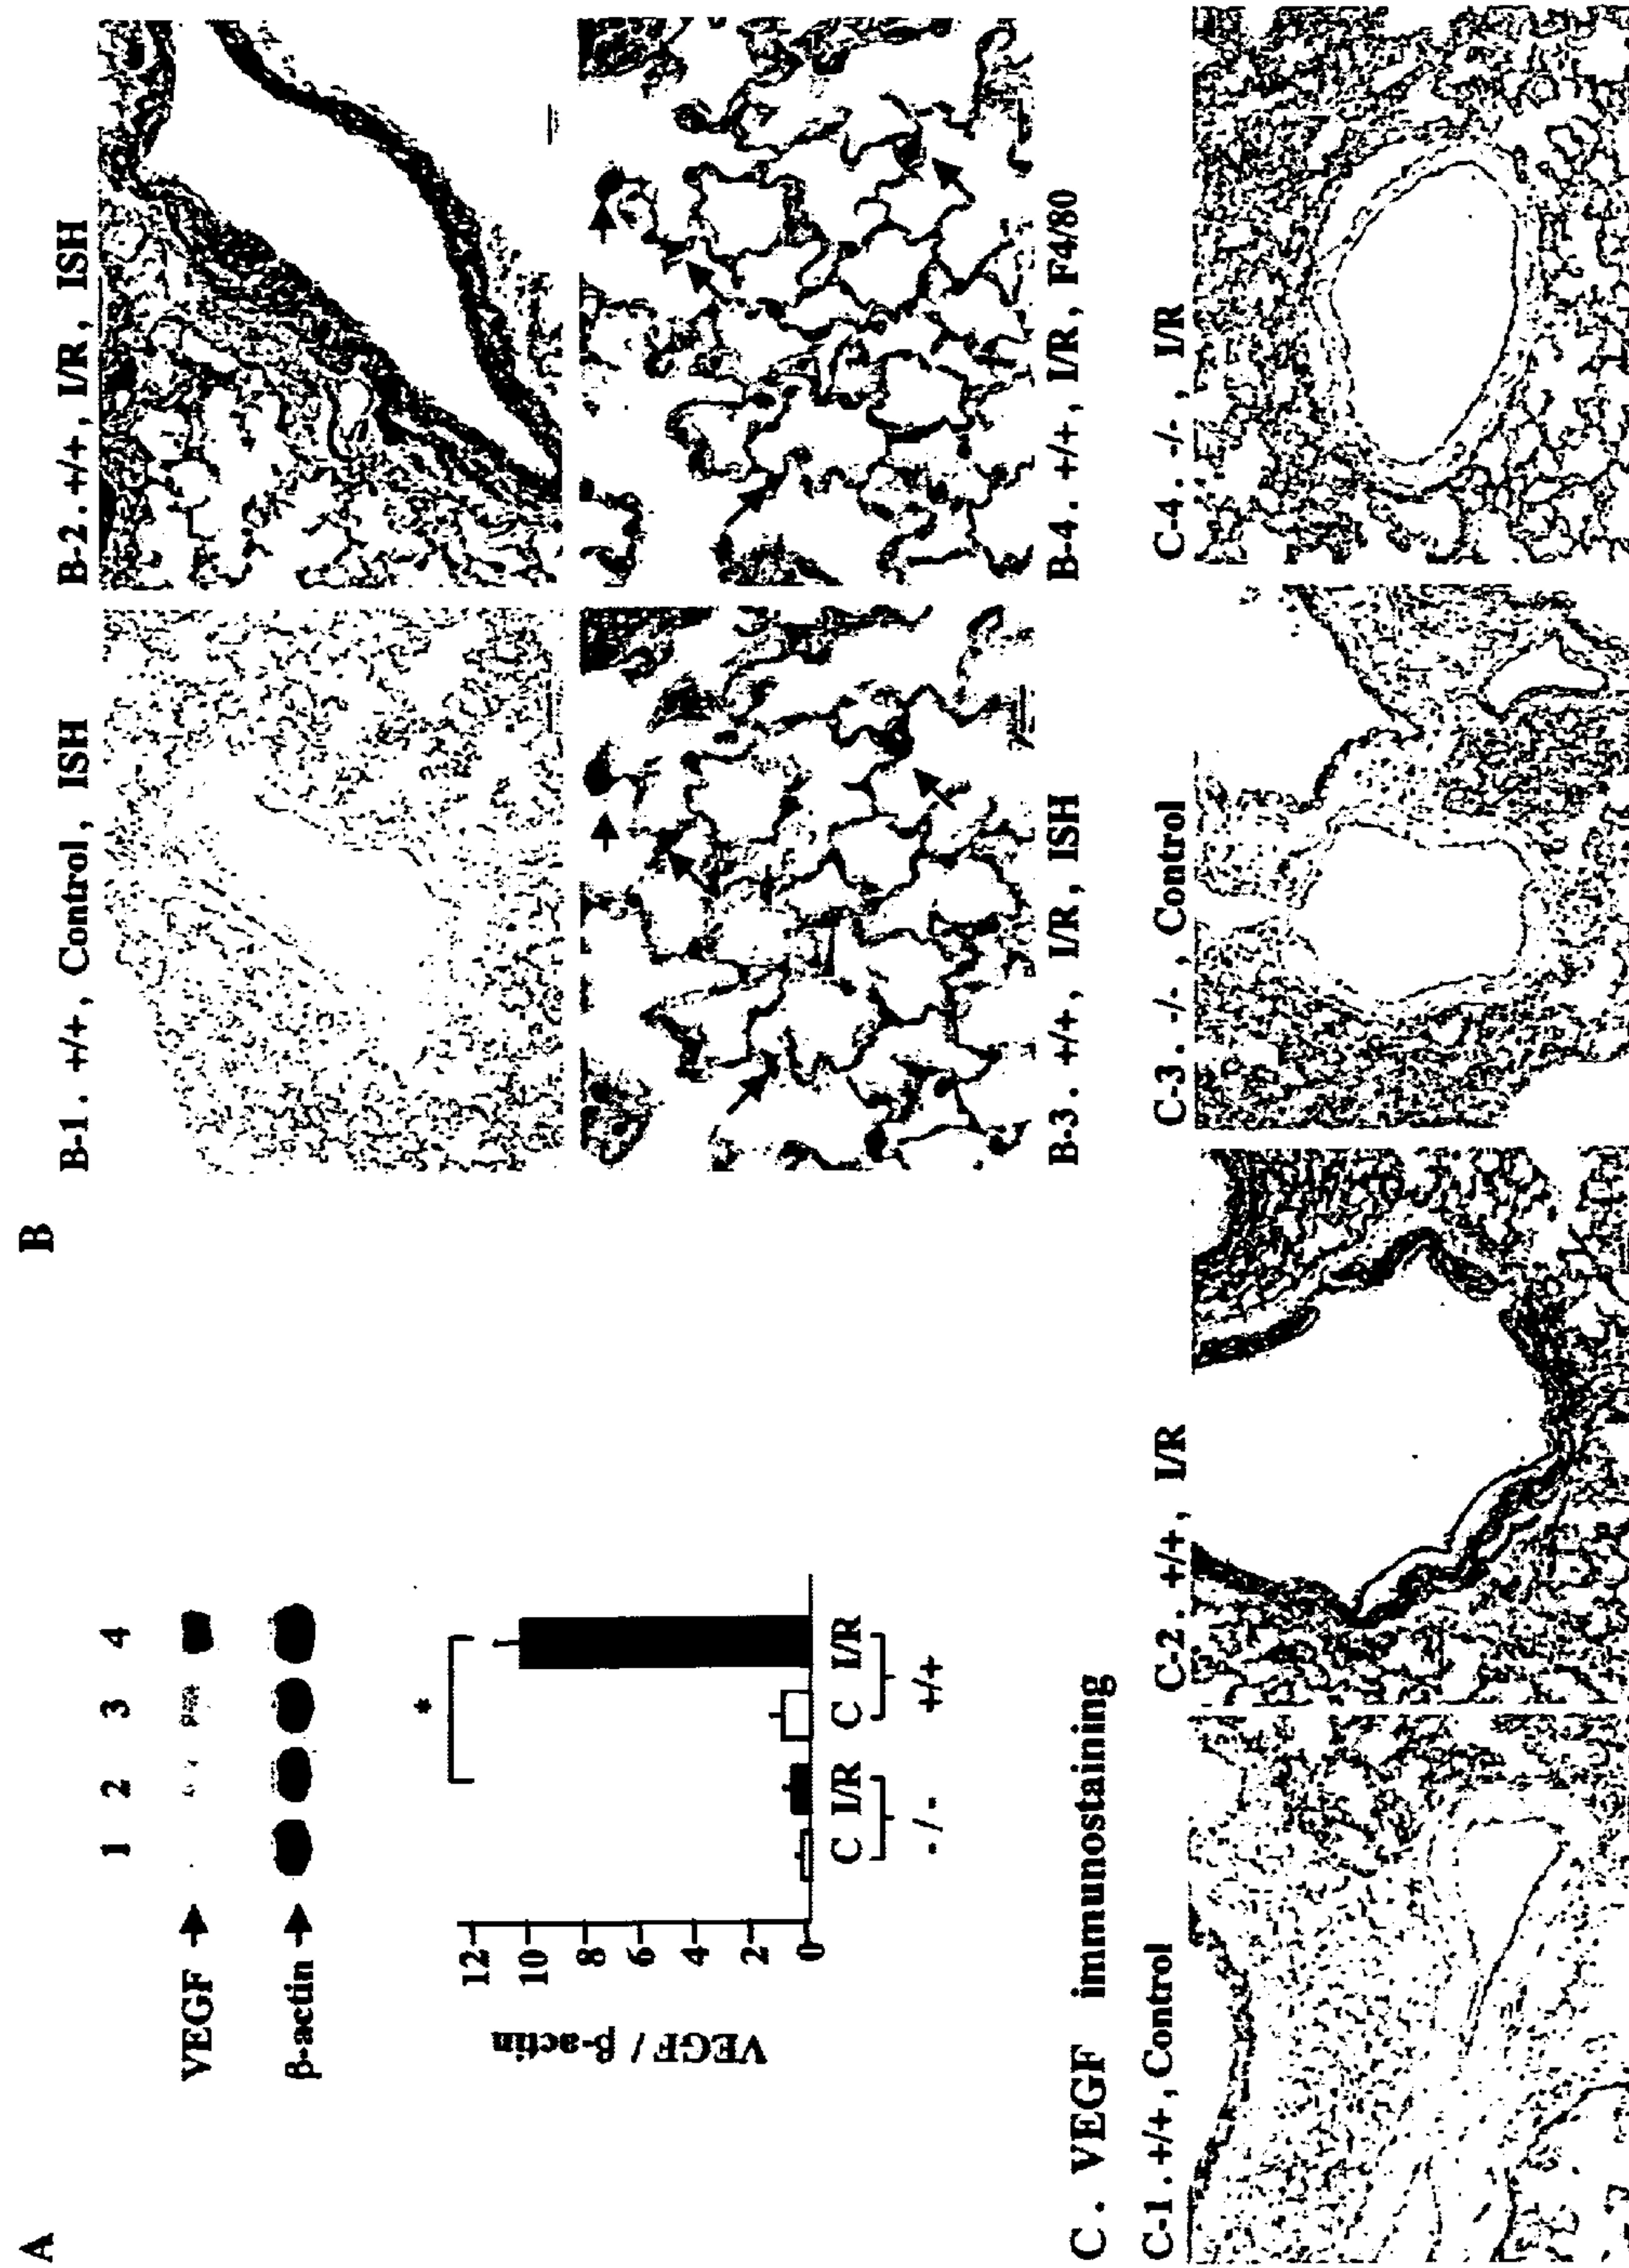 A
1 2 3 4
VEGF →
β-actin →
*
VEGF / β-actin
12
10
8
6
4
2
0
C I/R C I/R
-/- +/+
B
B-1. +/+, Control, ISH
B-2. +/+, I/R, ISH
B-3. +/+, I/R, ISH
B-4. +/+, I/R, F4/80
C. VEGF immunostaining
C-1. +/+, Control
C-2. +/+, I/R
C-3. -/-, Control
C-4. -/-, I/R